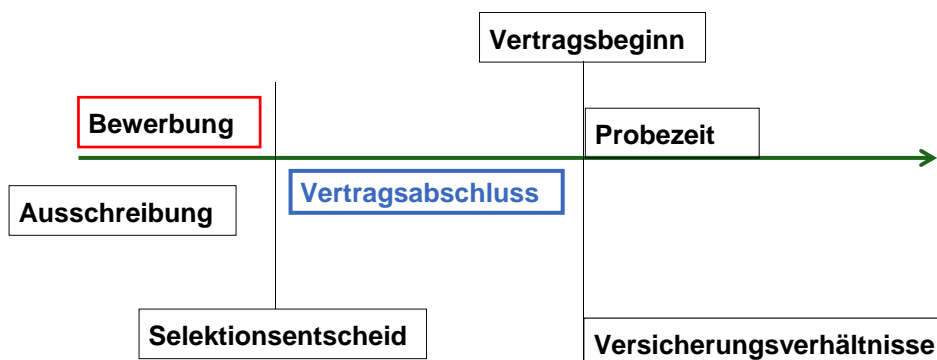 Vertragsbeginn
Bewerbung
Probezeit
Vertragsabschluss
Ausschreibung
Selektionsentscheid
Versicherungsverhältnisse